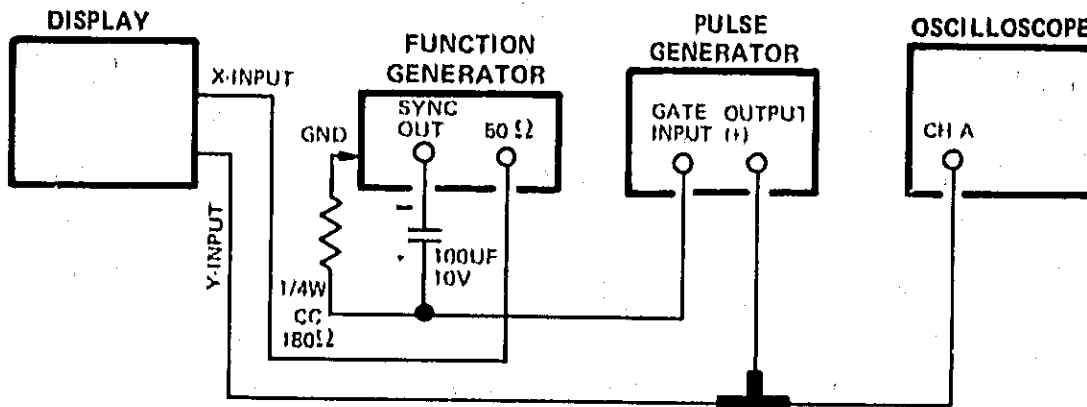 DISPLAY
X-INPUT
Y-INPUT
FUNCTION
GENERATOR
SYNC
OUT
50 Ω
GND
100UF
10V
1/4W
CC
180Ω
PULSE
GENERATOR
GATE
INPUT
OUTPUT
(+)
OSCILLOSCOPE
CH A